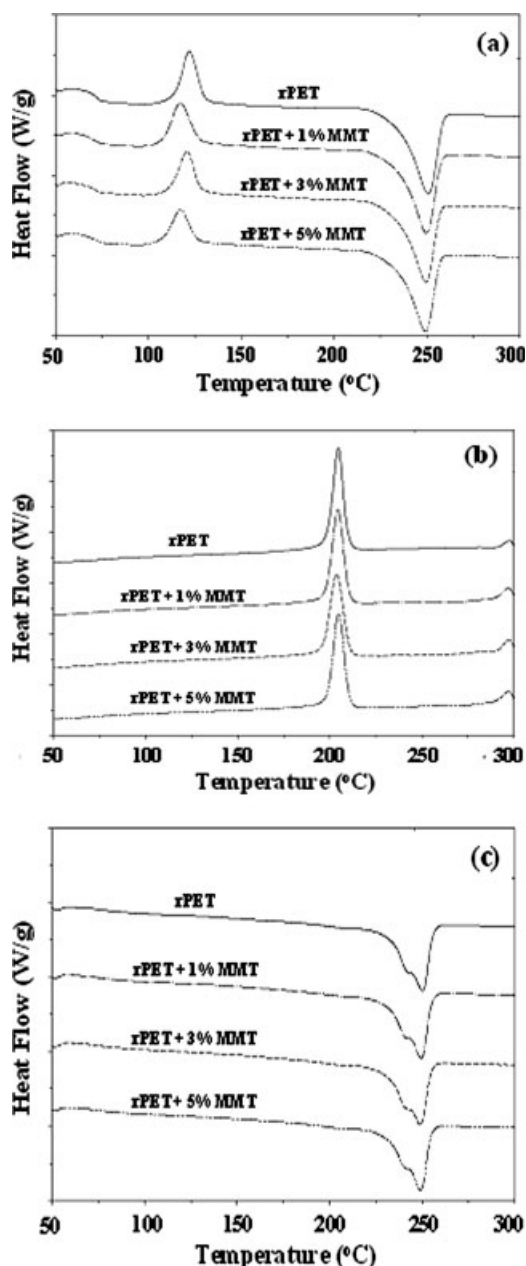 (a)
rPET
rPET + 1% MMT
rPET + 3% MMT
rPET + 5% MMT
Heat Flow (W/g)
50 100 150 200 250 300
Temperature (°C)
(b)
rPET
rPET + 1% MMT
rPET + 3% MMT
rPET + 5% MMT
Heat Flow (W/g)
50 100 150 200 250 300
Temperature (°C)
(c)
rPET
rPET + 1% MMT
rPET + 3% MMT
rPET + 5% MMT
Heat Flow (W/g)
50 100 150 200 250 300
Temperature (°C)